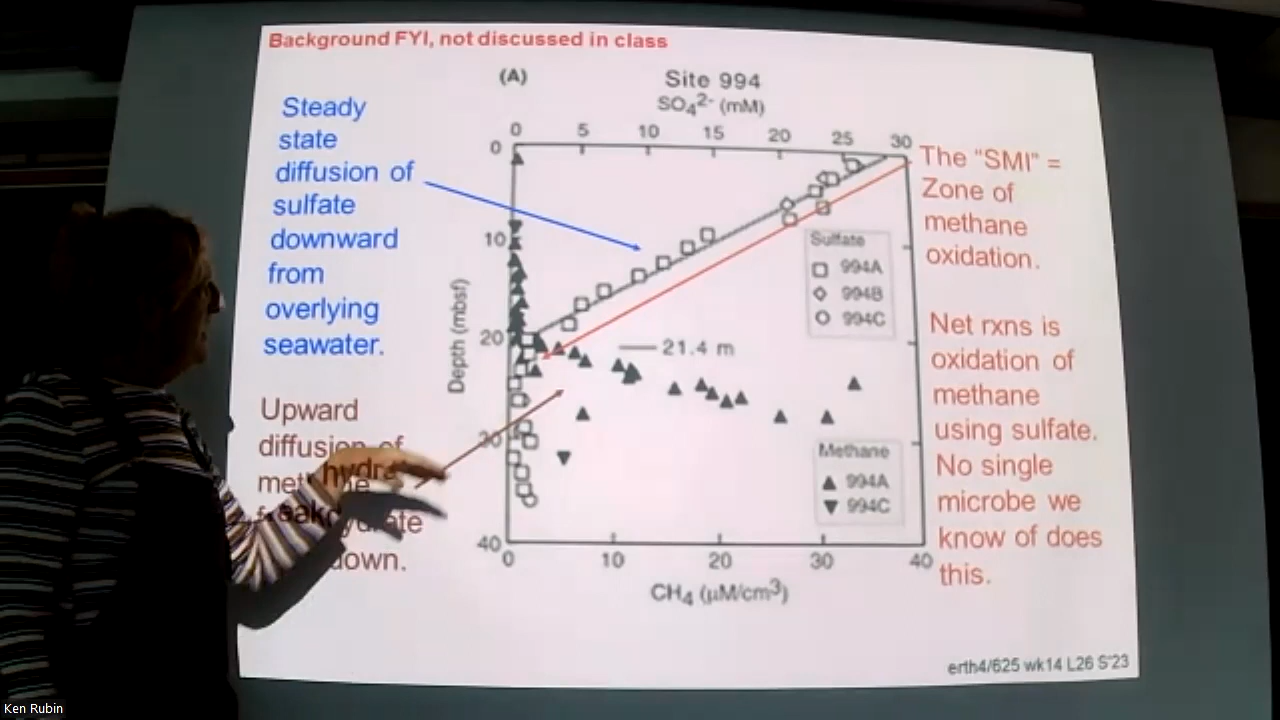 Background FYI, not discussed in class
Steady
state
diffusion of
sulfate
downward
from
overlying
seawater.
Upward
diffusion of
hydra
down.
(A)
Site 994
SO₄²⁻ (mM)
0 5 10 15 20 25 30
0
10
20
30
40
Depth (mbsf)
Sulfate
994A
994B
994C
21.4 m
Methane
994A
994C
0 10 20 30 40
CH₄ (μM/cm³)
The "SMI" =
Zone of
methane
oxidation.
Net rxns is
oxidation of
methane
using sulfate.
No single
microbe we
know of does
this.
erth4/625 wk14 L26 S'23
Ken Rubin